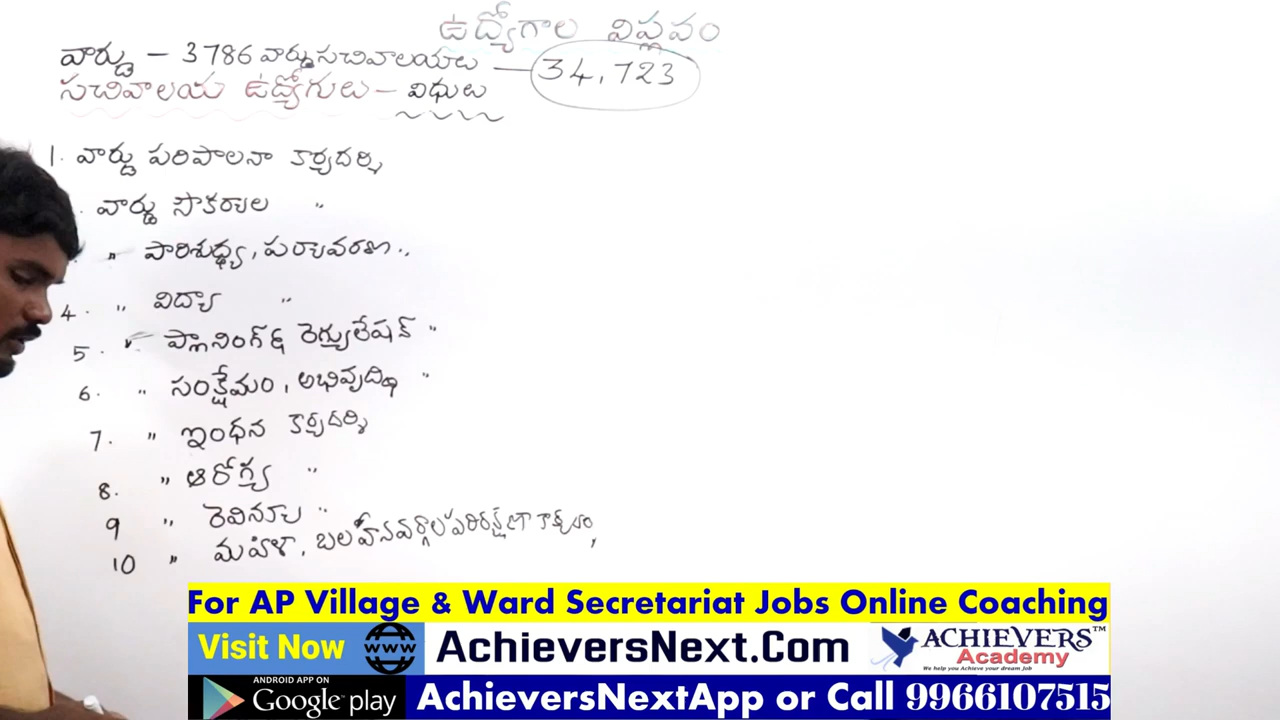 ఉద్యోగాల విప్లవం
వార్డు – 3786 వార్డుసచివాలయాలు – 34,723
సచివాలయ ఉద్యోగులు – విధులు
1. వార్డు పరిపాలనా కార్యదర్శి
. వార్డు సౌకర్యాల "
. " పారిశుద్ధ్య, పర్యావరణ "
4. " విద్యా "
5. " ప్లానింగ్ & రెగ్యులేషన్ "
6. " సంక్షేమం, అభివృద్ధి "
7. " ఇంధన కార్యదర్శి
8. " ఆరోగ్య "
9 " రెవిన్యూ "
10 " మహిళా, బలహీనవర్గాల పరిరక్షణా
For AP Village & Ward Secretariat Jobs Online Coaching
Visit Now AchieversNext.Com ACHIEVERS™ Academy
We help you Achieve your dream Job
ANDROID APP ON Google play AchieversNextApp or Call 9966107515